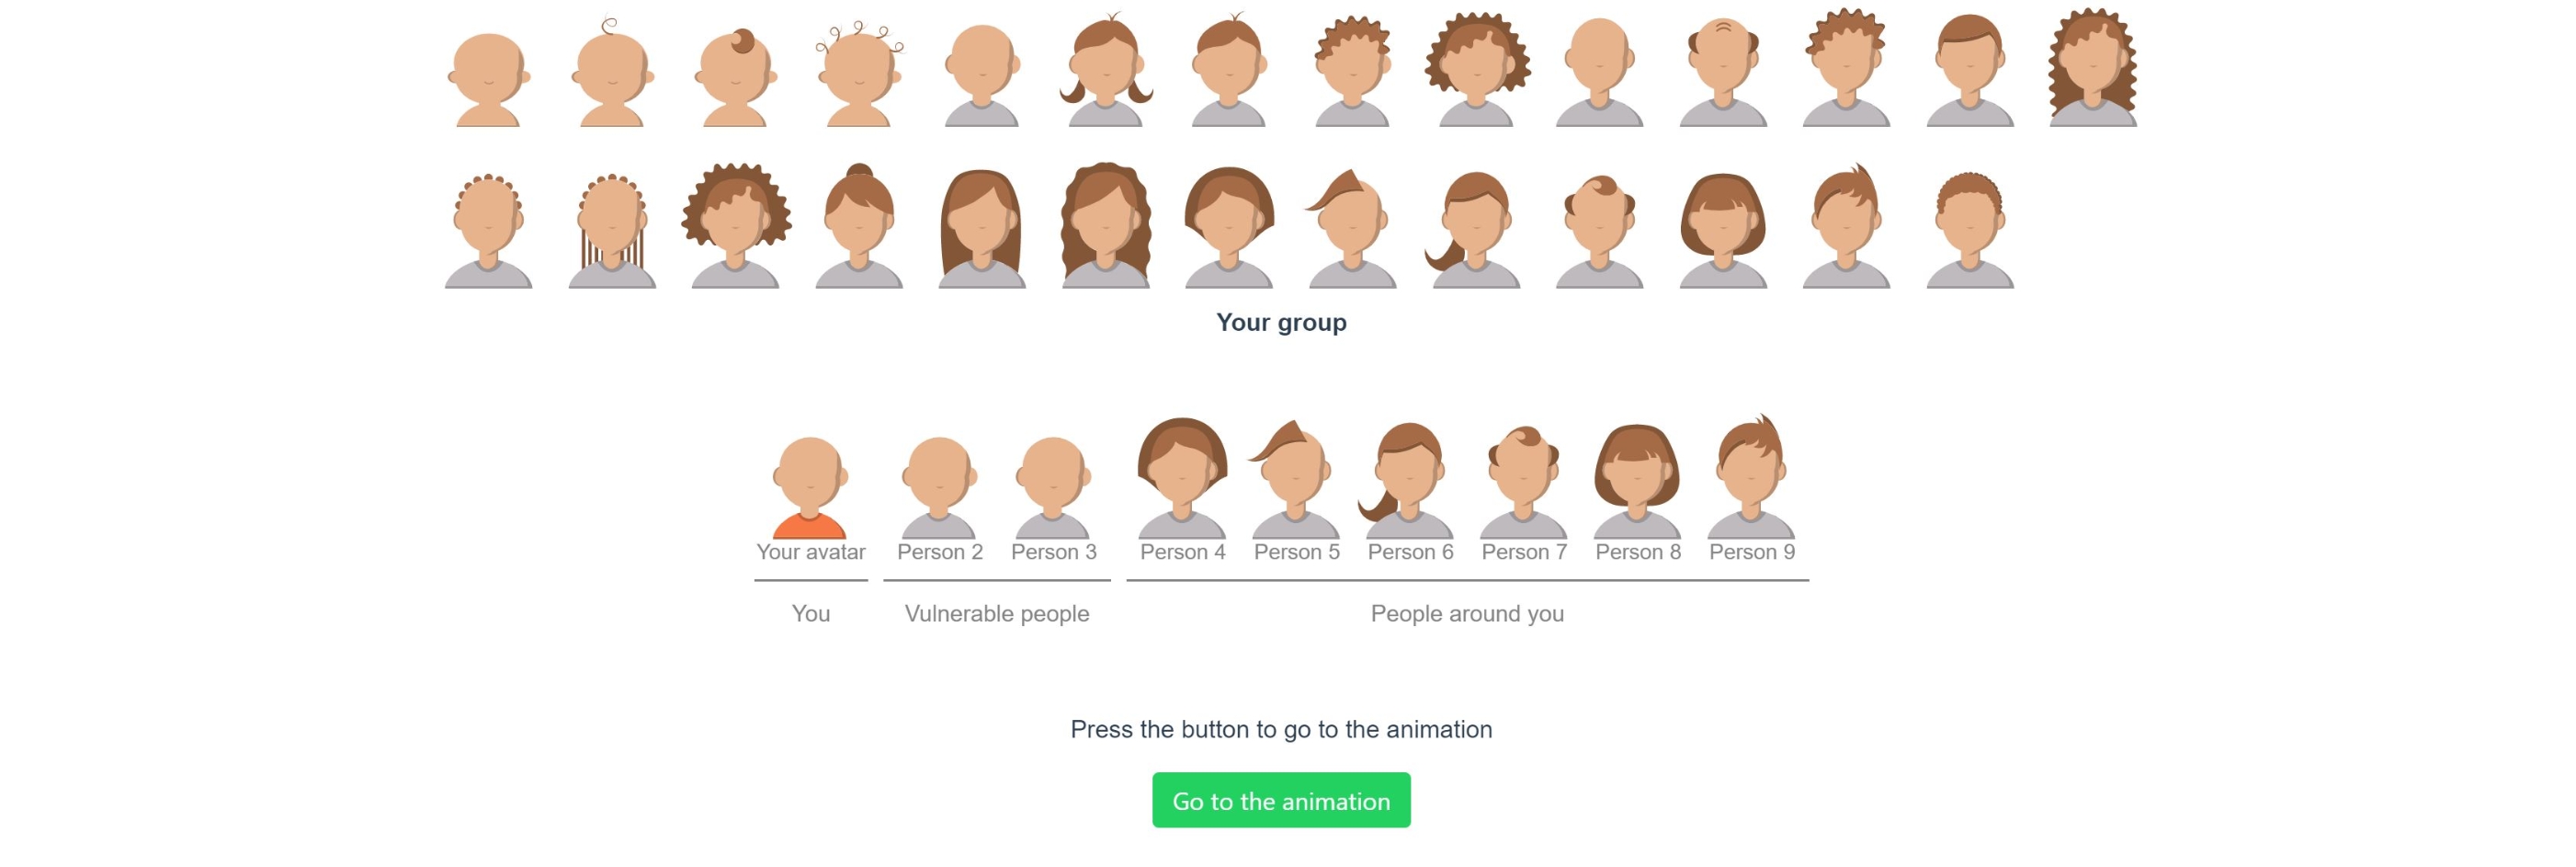 Your group
Your avatar Person 2 Person 3 Person 4 Person 5 Person 6 Person 7 Person 8 Person 9
You Vulnerable people People around you
Press the button to go to the animation
Go to the animation